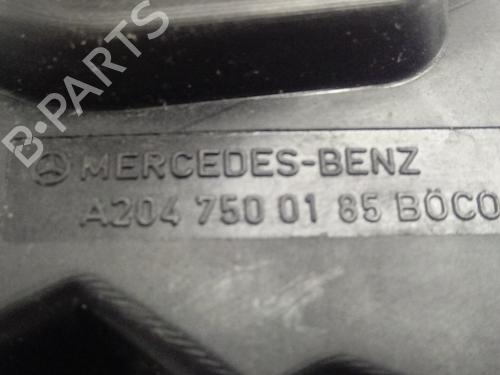 B-PARTS
MERCEDES-BENZ
A204 750 01 85 BÖCO